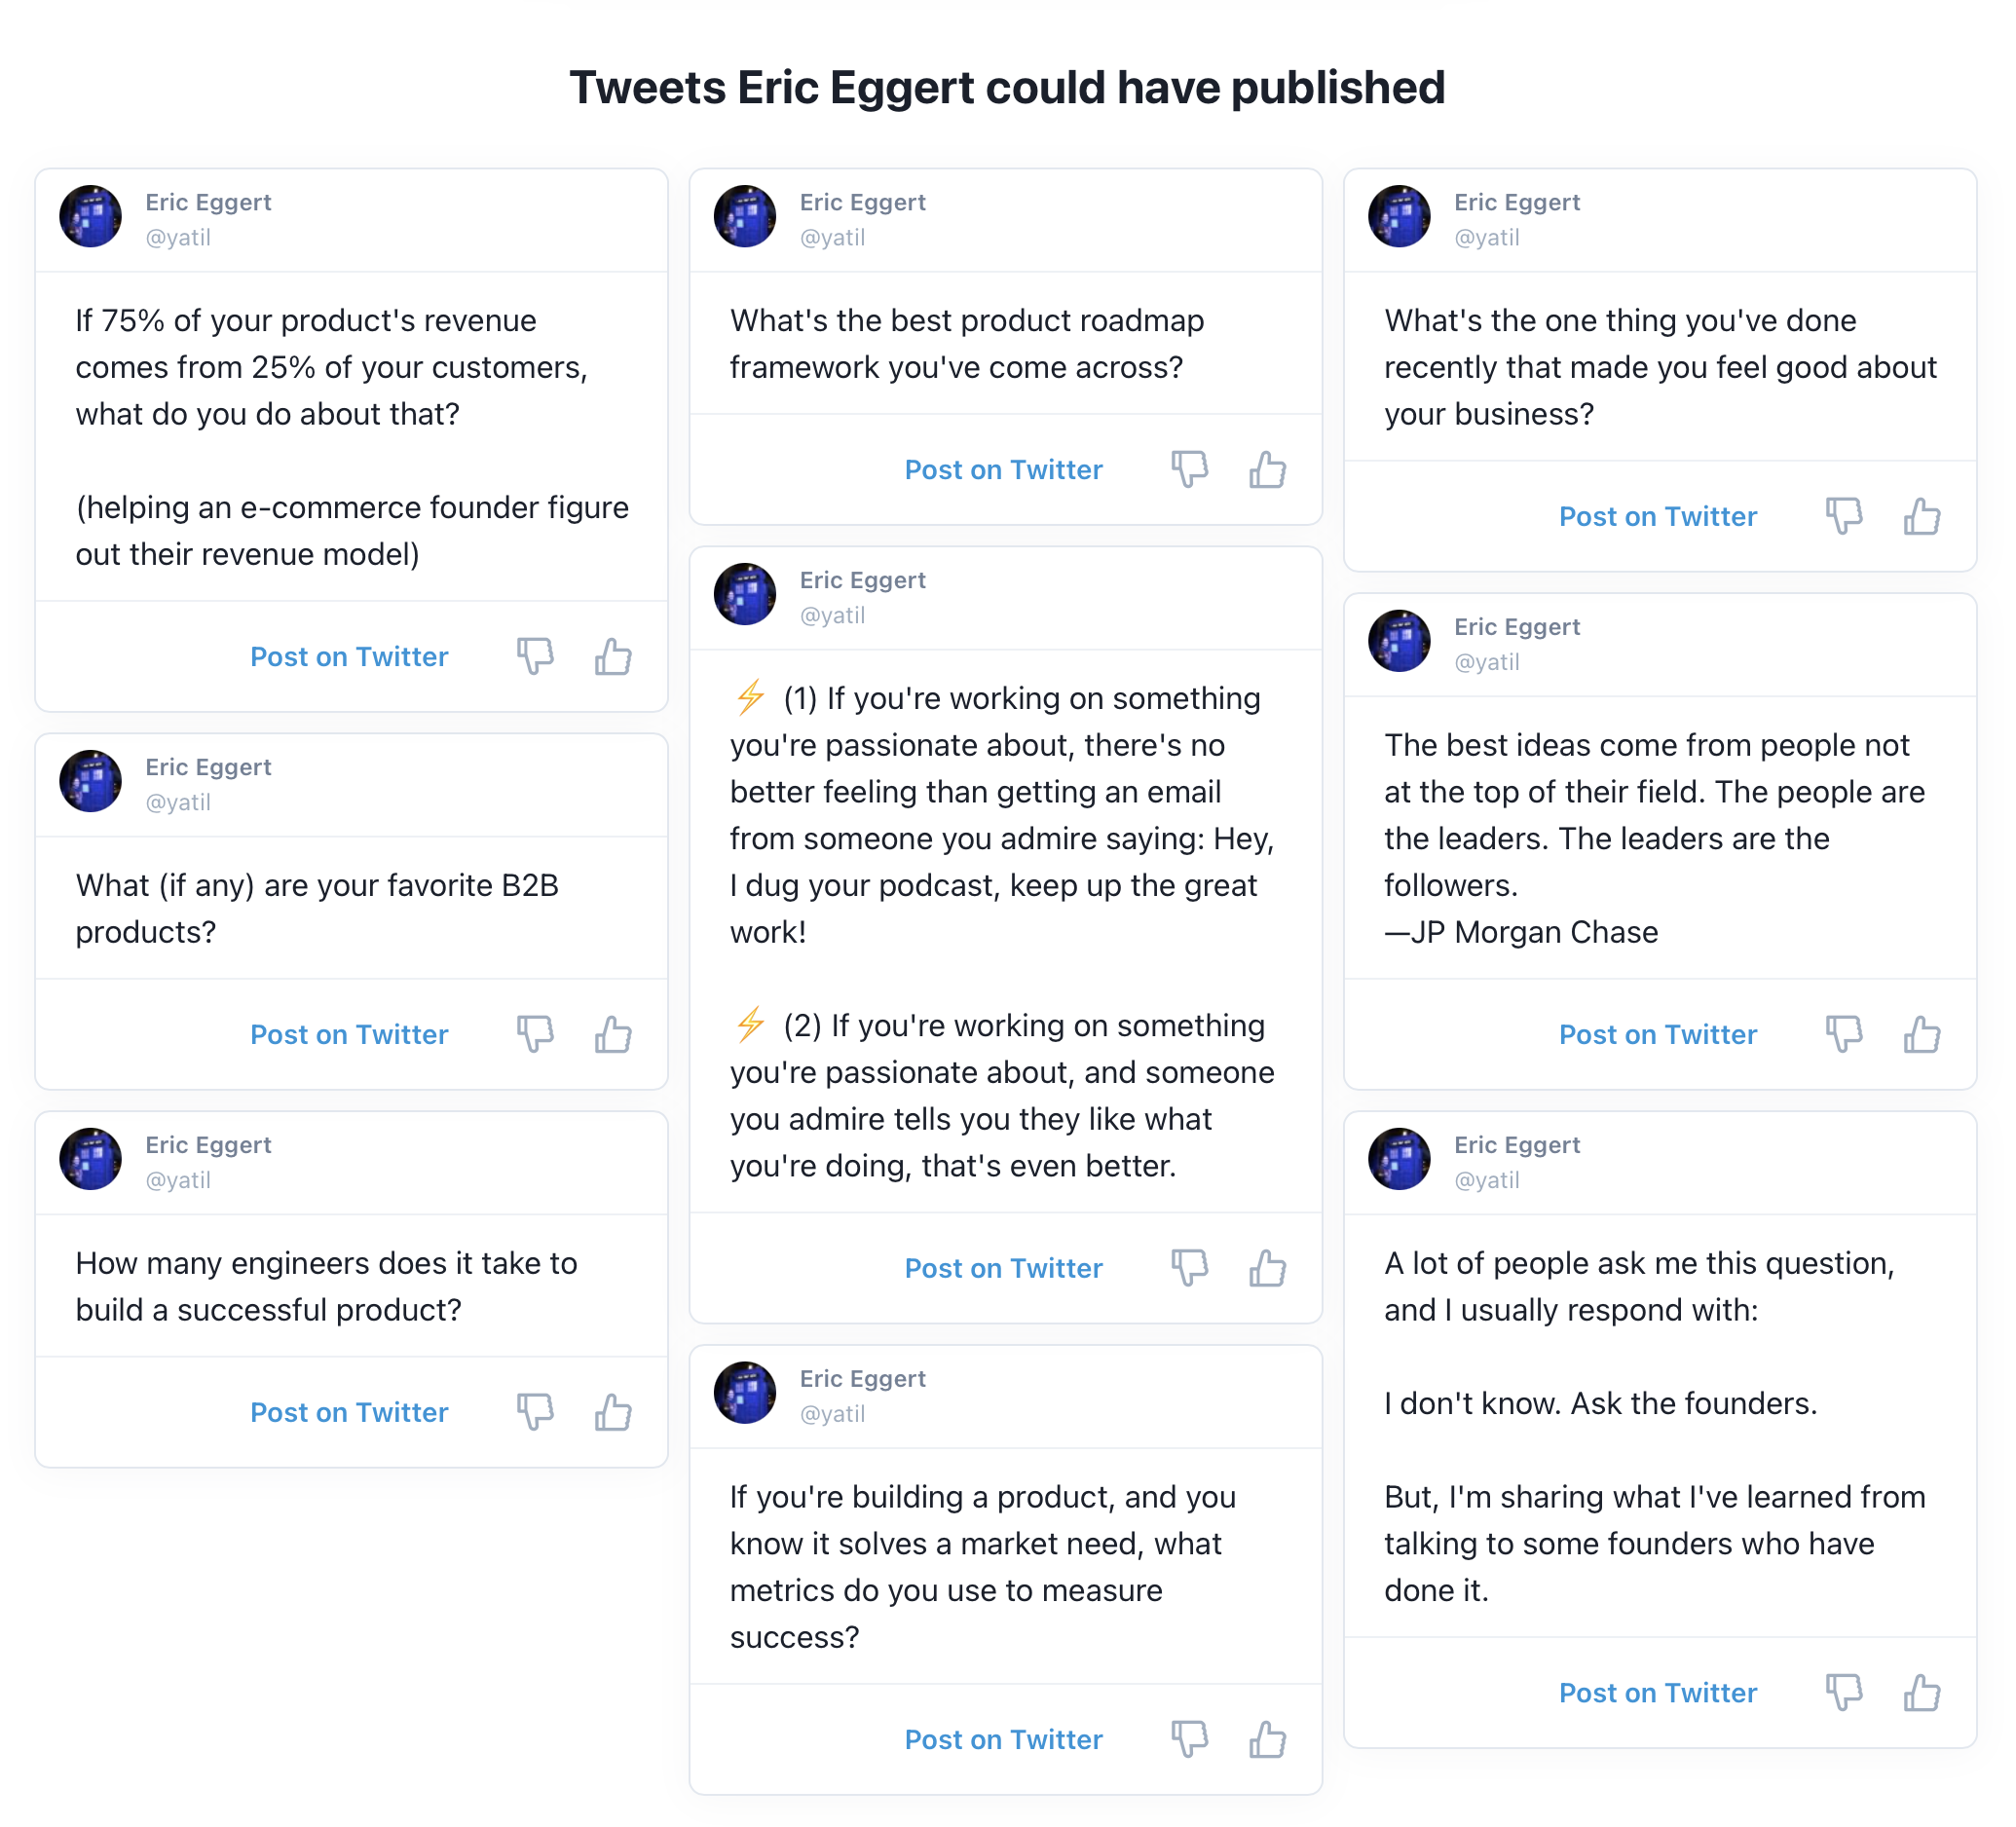 Tweets Eric Eggert could have published
Eric Eggert
@yatil
If 75% of your product's revenue
comes from 25% of your customers,
what do you do about that?
(helping an e-commerce founder figure
out their revenue model)
Post on Twitter
Eric Eggert
@yatil
What (if any) are your favorite B2B
products?
Post on Twitter
Eric Eggert
@yatil
How many engineers does it take to
build a successful product?
Post on Twitter
Eric Eggert
@yatil
What's the best product roadmap
framework you've come across?
Post on Twitter
Eric Eggert
@yatil
⚡ (1) If you're working on something
you're passionate about, there's no
better feeling than getting an email
from someone you admire saying: Hey,
I dug your podcast, keep up the great
work!
⚡ (2) If you're working on something
you're passionate about, and someone
you admire tells you they like what
you're doing, that's even better.
Post on Twitter
Eric Eggert
@yatil
If you're building a product, and you
know it solves a market need, what
metrics do you use to measure
success?
Post on Twitter
Eric Eggert
@yatil
What's the one thing you've done
recently that made you feel good about
your business?
Post on Twitter
Eric Eggert
@yatil
The best ideas come from people not
at the top of their field. The people are
the leaders. The leaders are the
followers.
—JP Morgan Chase
Post on Twitter
Eric Eggert
@yatil
A lot of people ask me this question,
and I usually respond with:
I don't know. Ask the founders.
But, I'm sharing what I've learned from
talking to some founders who have
done it.
Post on Twitter